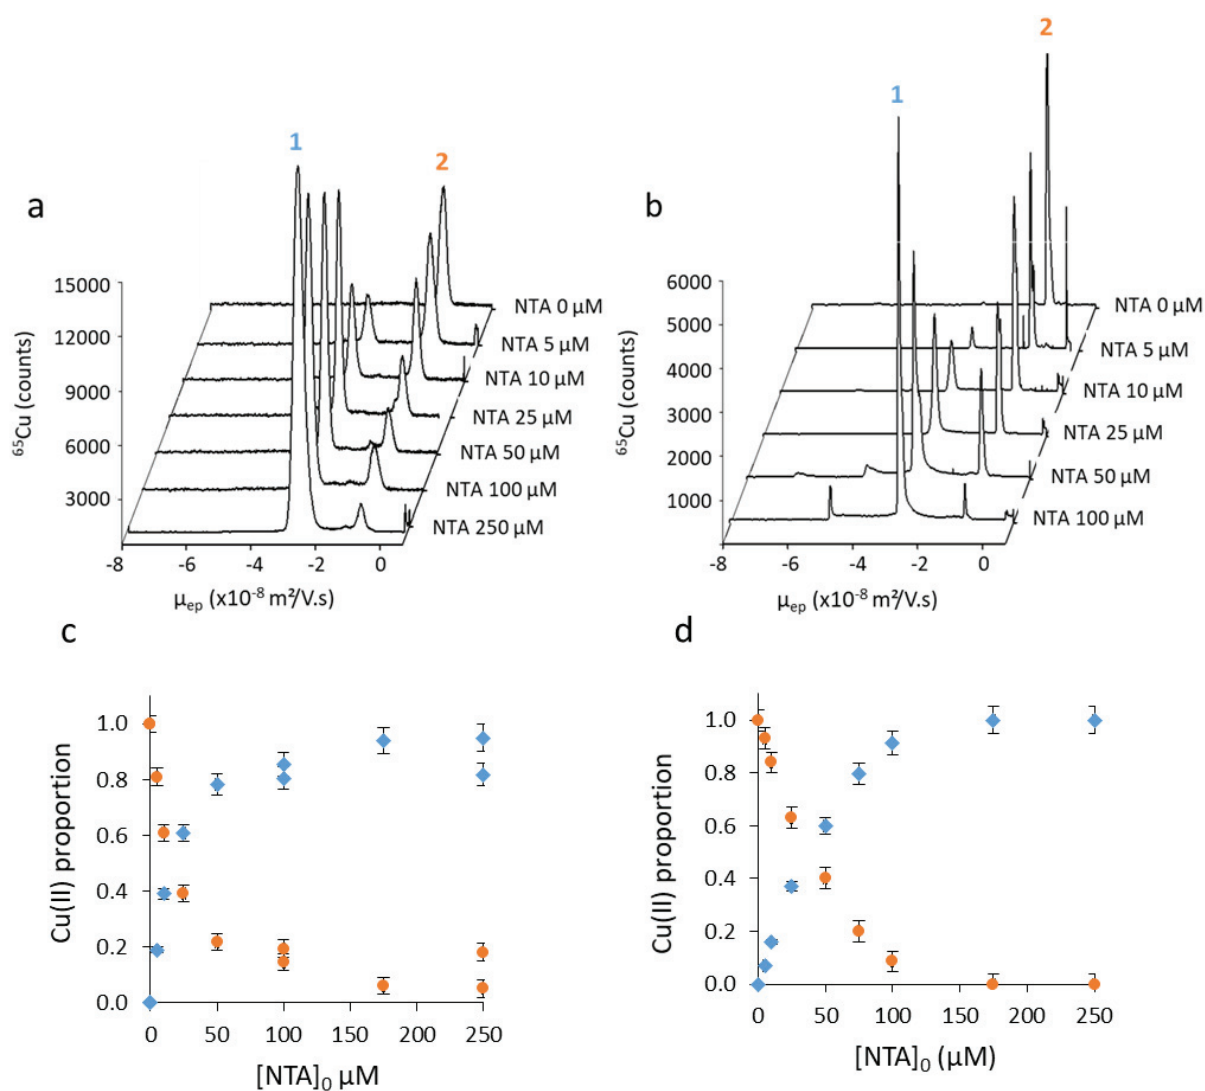 a
1
2
15000
12000
9000
6000
3000
⁶⁵Cu (counts)
NTA 0 µM
NTA 5 µM
NTA 10 µM
NTA 25 µM
NTA 50 µM
NTA 100 µM
NTA 250 µM
-8 -6 -4 -2 0
µep (x10⁻⁸ m²/V.s)
b
1
2
6000
5000
4000
3000
2000
1000
⁶⁵Cu (counts)
NTA 0 µM
NTA 5 µM
NTA 10 µM
NTA 25 µM
NTA 50 µM
NTA 100 µM
-8 -6 -4 -2 0
µep (x10⁻⁸ m²/V.s)
c
1.0
0.8
0.6
0.4
0.2
0.0
Cu(II) proportion
0 50 100 150 200 250
[NTA]₀ µM
d
1.0
0.8
0.6
0.4
0.2
0.0
Cu(II) proportion
0 50 100 150 200 250
[NTA]₀ (µM)